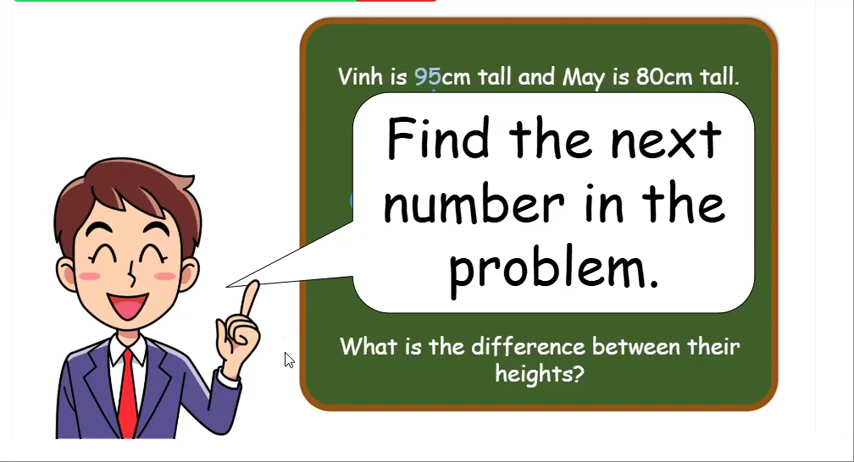 Vinh is 95cm tall and May is 80cm tall.
Find the next
number in the
problem.
What is the difference between their
heights?